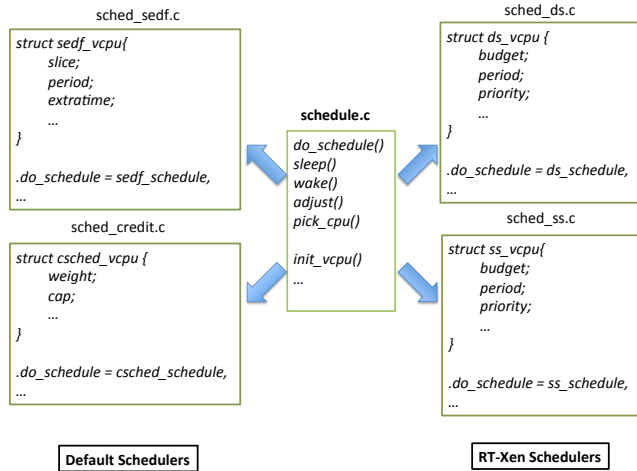 sched_sedf.c
struct sedf_vcpu{
slice;
period;
extratime;
...
}
.do_schedule = sedf_schedule,
...
sched_credit.c
struct csched_vcpu {
weight;
cap;
...
}
.do_schedule = csched_schedule,
...
Default Schedulers
schedule.c
do_schedule()
sleep()
wake()
adjust()
pick_cpu()
init_vcpu()
...
sched_ds.c
struct ds_vcpu {
budget;
period;
priority;
...
}
.do_schedule = ds_schedule,
...
sched_ss.c
struct ss_vcpu{
budget;
period;
priority;
...
}
.do_schedule = ss_schedule,
...
RT-Xen Schedulers